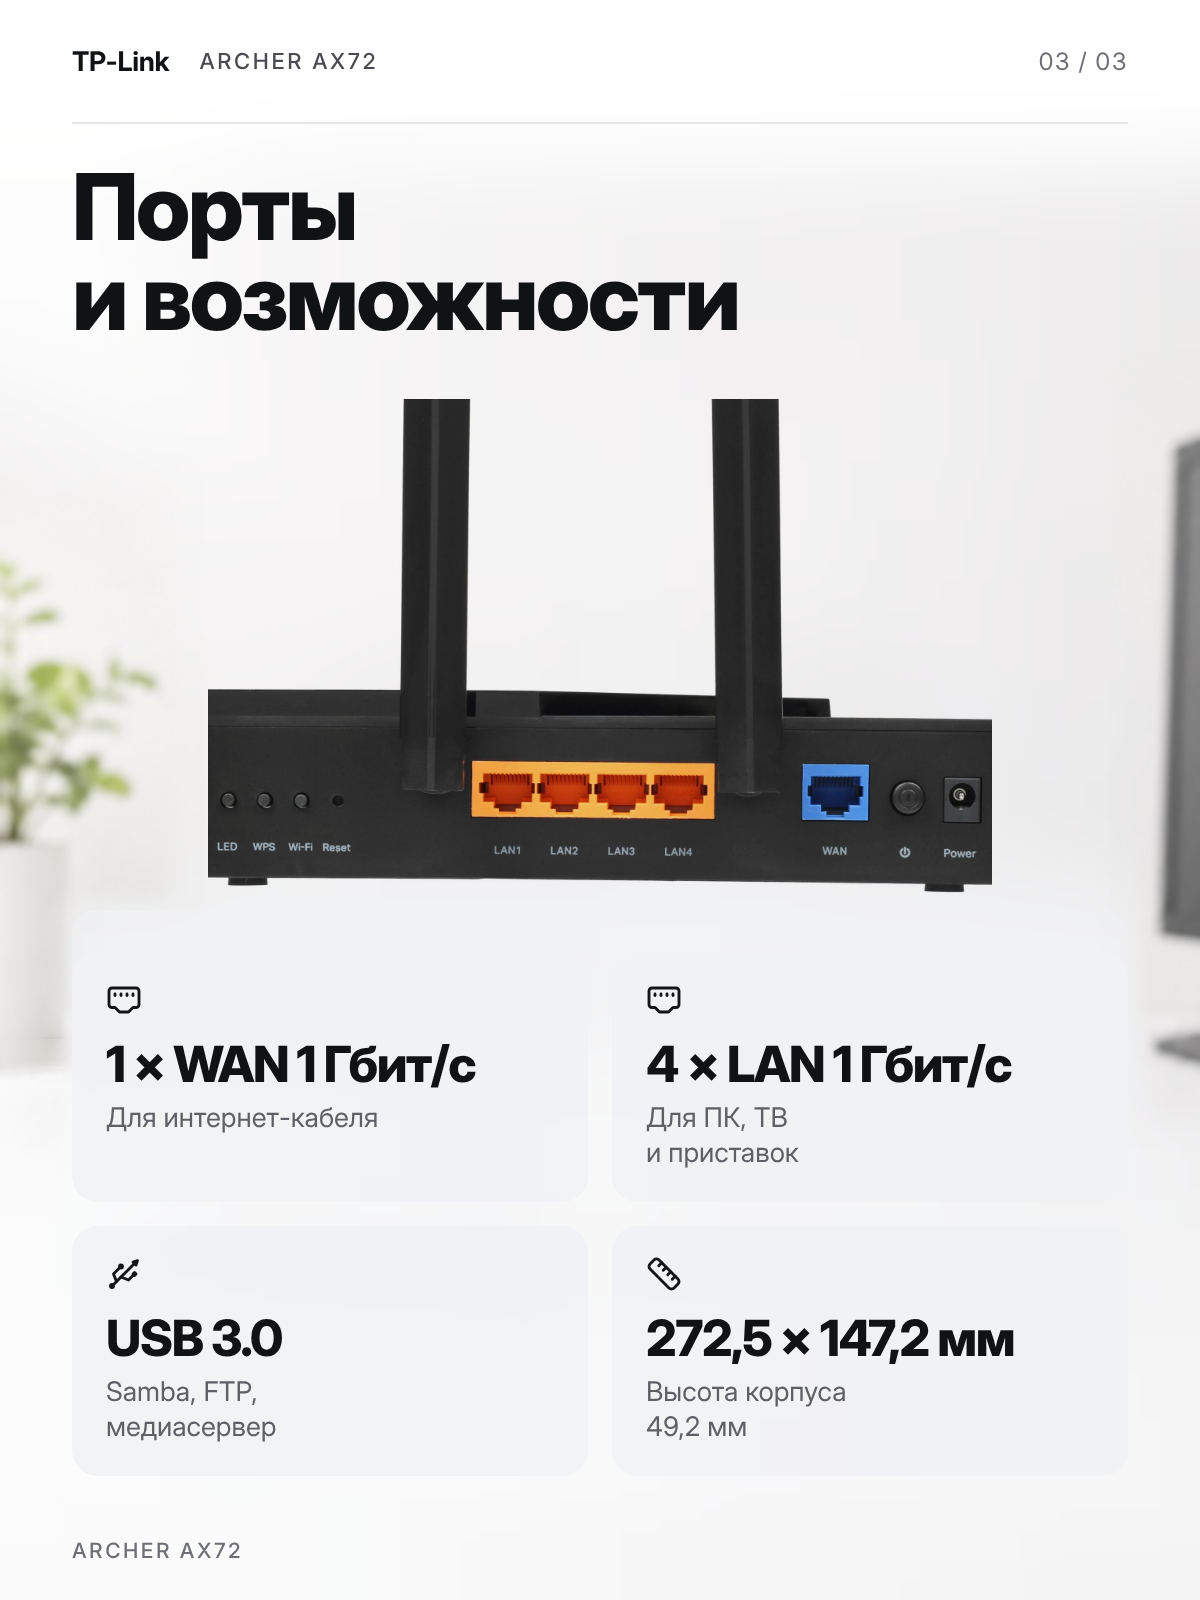 TP-Link ARCHER AX72 03 / 03
Порты
и возможности
LED WPS Wi-Fi Reset LAN1 LAN2 LAN3 LAN4 WAN Power
1 × WAN 1 Гбит/с
Для интернет-кабеля
4 × LAN 1 Гбит/с
Для ПК, ТВ
и приставок
USB 3.0
Samba, FTP,
медиасервер
272,5 × 147,2 мм
Высота корпуса
49,2 мм
ARCHER AX72